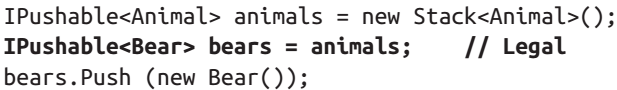 IPushable<Animal> animals = new Stack<Animal>();
IPushable<Bear> bears = animals;    // Legal
bears.Push (new Bear());